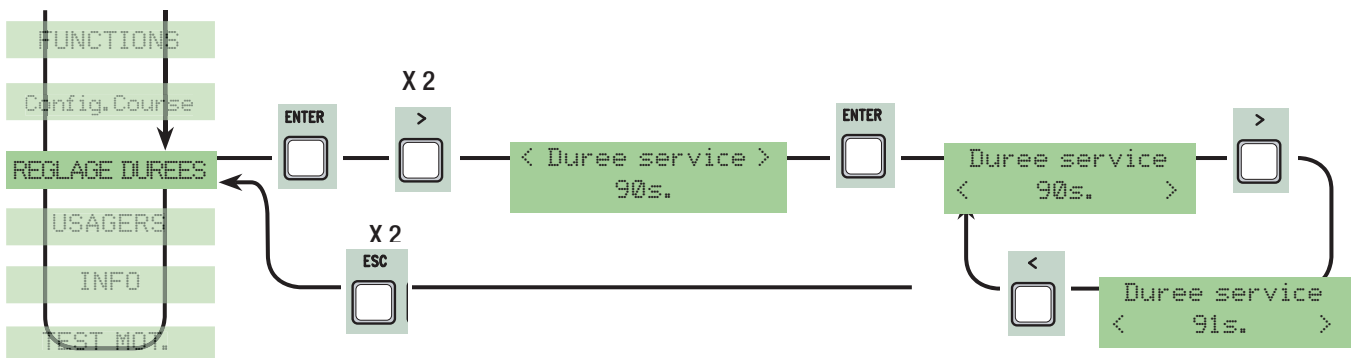 FUNCTIONS
Config.Course
REGLAGE DUREES
USAGERS
INFO
TEST MOT.
ENTER
X 2
>
< Duree service >
90s.
ENTER
Duree service
< 90s. >
>
<
Duree service
< 91s. >
X 2
ESC